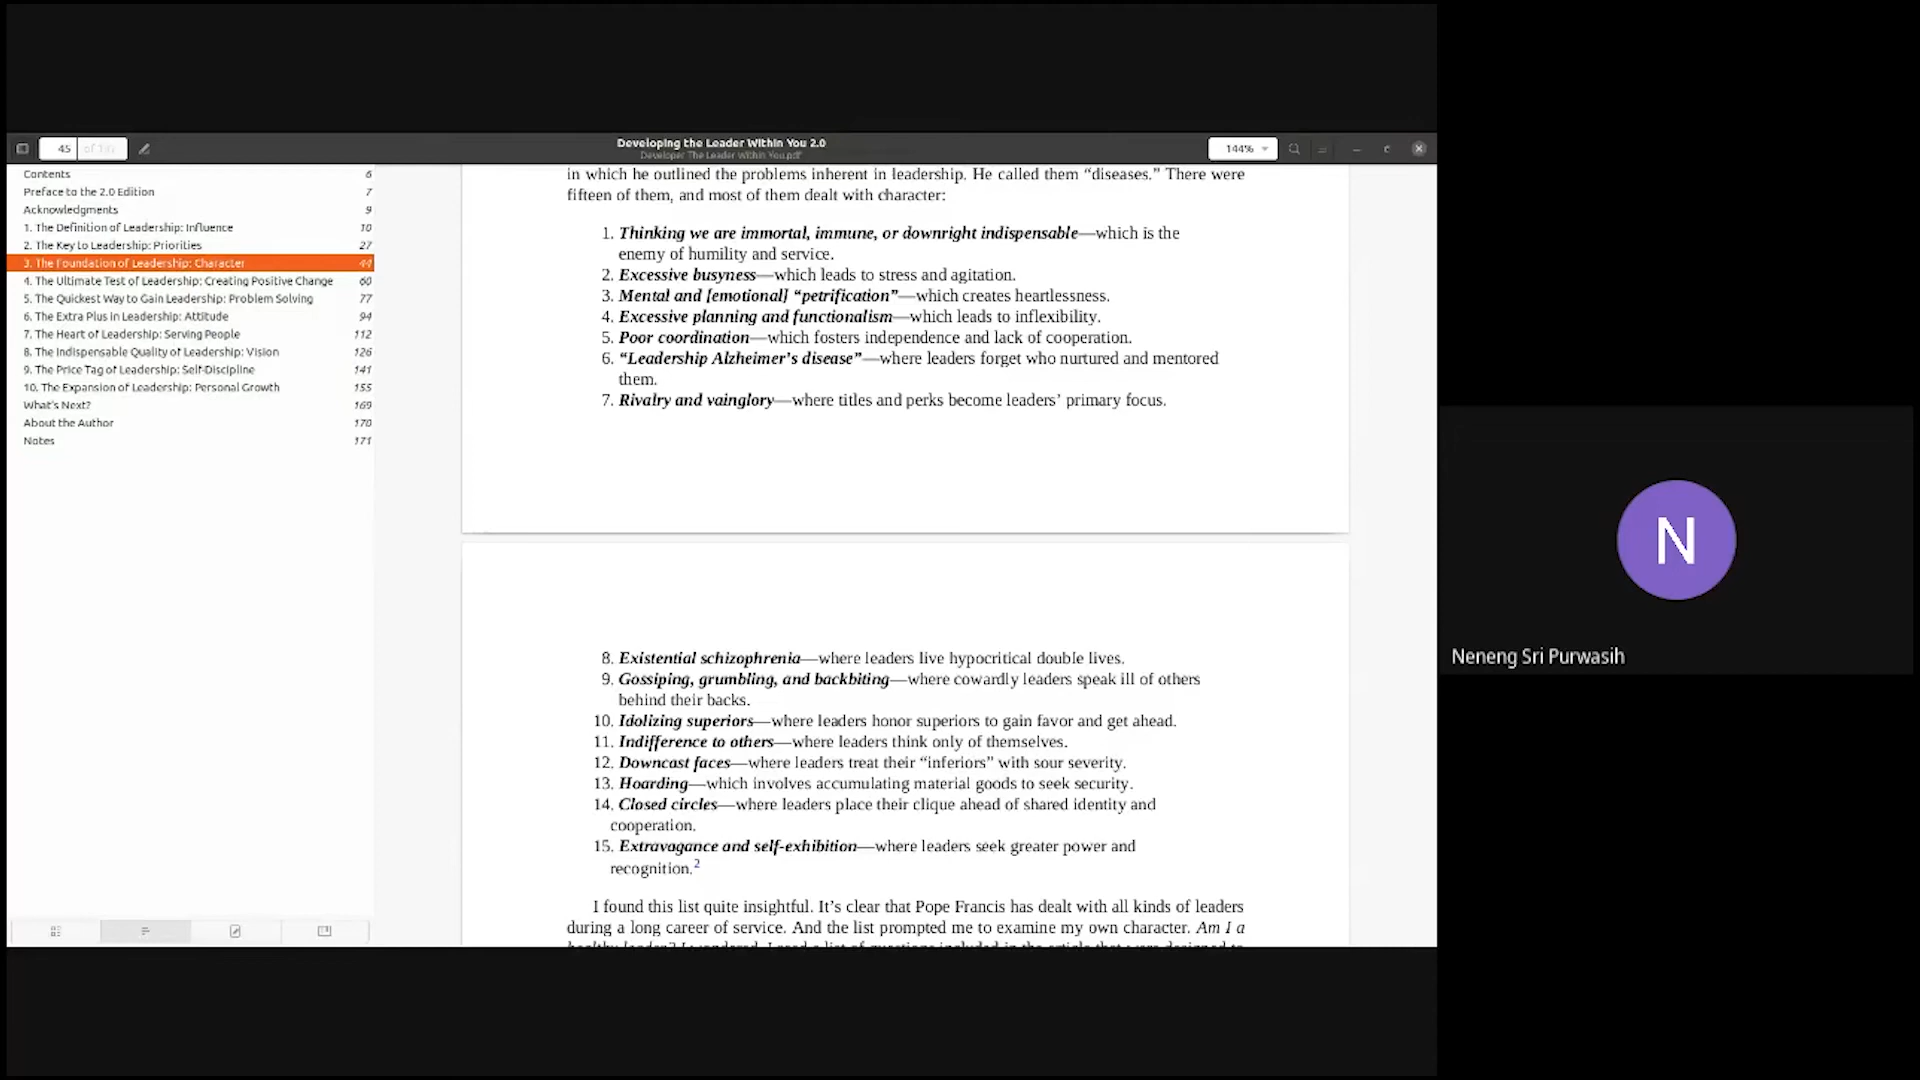 45 of
Developing the Leader Within You 2.0
Developer The Leader Within You.pdf
144%
Contents 6
Preface to the 2.0 Edition 7
Acknowledgments 9
1. The Definition of Leadership: Influence 10
2. The Key to Leadership: Priorities 27
3. The Foundation of Leadership: Character 44
4. The Ultimate Test of Leadership: Creating Positive Change 60
5. The Quickest Way to Gain Leadership: Problem Solving 77
6. The Extra Plus in Leadership: Attitude 94
7. The Heart of Leadership: Serving People 112
8. The Indispensable Quality of Leadership: Vision 126
9. The Price Tag of Leadership: Self-Discipline 141
10. The Expansion of Leadership: Personal Growth 155
What's Next? 169
About the Author 170
Notes 171
in which he outlined the problems inherent in leadership. He called them “diseases.” There were
fifteen of them, and most of them dealt with character:
1. Thinking we are immortal, immune, or downright indispensable—which is the
enemy of humility and service.
2. Excessive busyness—which leads to stress and agitation.
3. Mental and [emotional] “petrification”—which creates heartlessness.
4. Excessive planning and functionalism—which leads to inflexibility.
5. Poor coordination—which fosters independence and lack of cooperation.
6. “Leadership Alzheimer’s disease”—where leaders forget who nurtured and mentored
them.
7. Rivalry and vainglory—where titles and perks become leaders’ primary focus.
8. Existential schizophrenia—where leaders live hypocritical double lives.
9. Gossiping, grumbling, and backbiting—where cowardly leaders speak ill of others
behind their backs.
10. Idolizing superiors—where leaders honor superiors to gain favor and get ahead.
11. Indifference to others—where leaders think only of themselves.
12. Downcast faces—where leaders treat their “inferiors” with sour severity.
13. Hoarding—which involves accumulating material goods to seek security.
14. Closed circles—where leaders place their clique ahead of shared identity and
cooperation.
15. Extravagance and self-exhibition—where leaders seek greater power and
recognition.2
I found this list quite insightful. It’s clear that Pope Francis has dealt with all kinds of leaders
during a long career of service. And the list prompted me to examine my own character. Am I a
N
Neneng Sri Purwasih